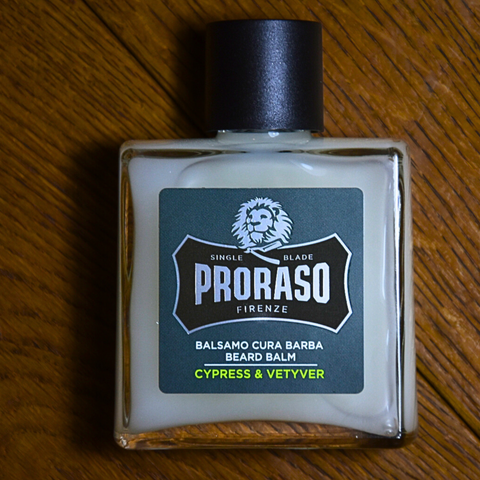 SINGLE BLADE
PRORASO
FIRENZE
BALSAMO CURA BARBA
BEARD BALM
CYPRESS & VETYVER